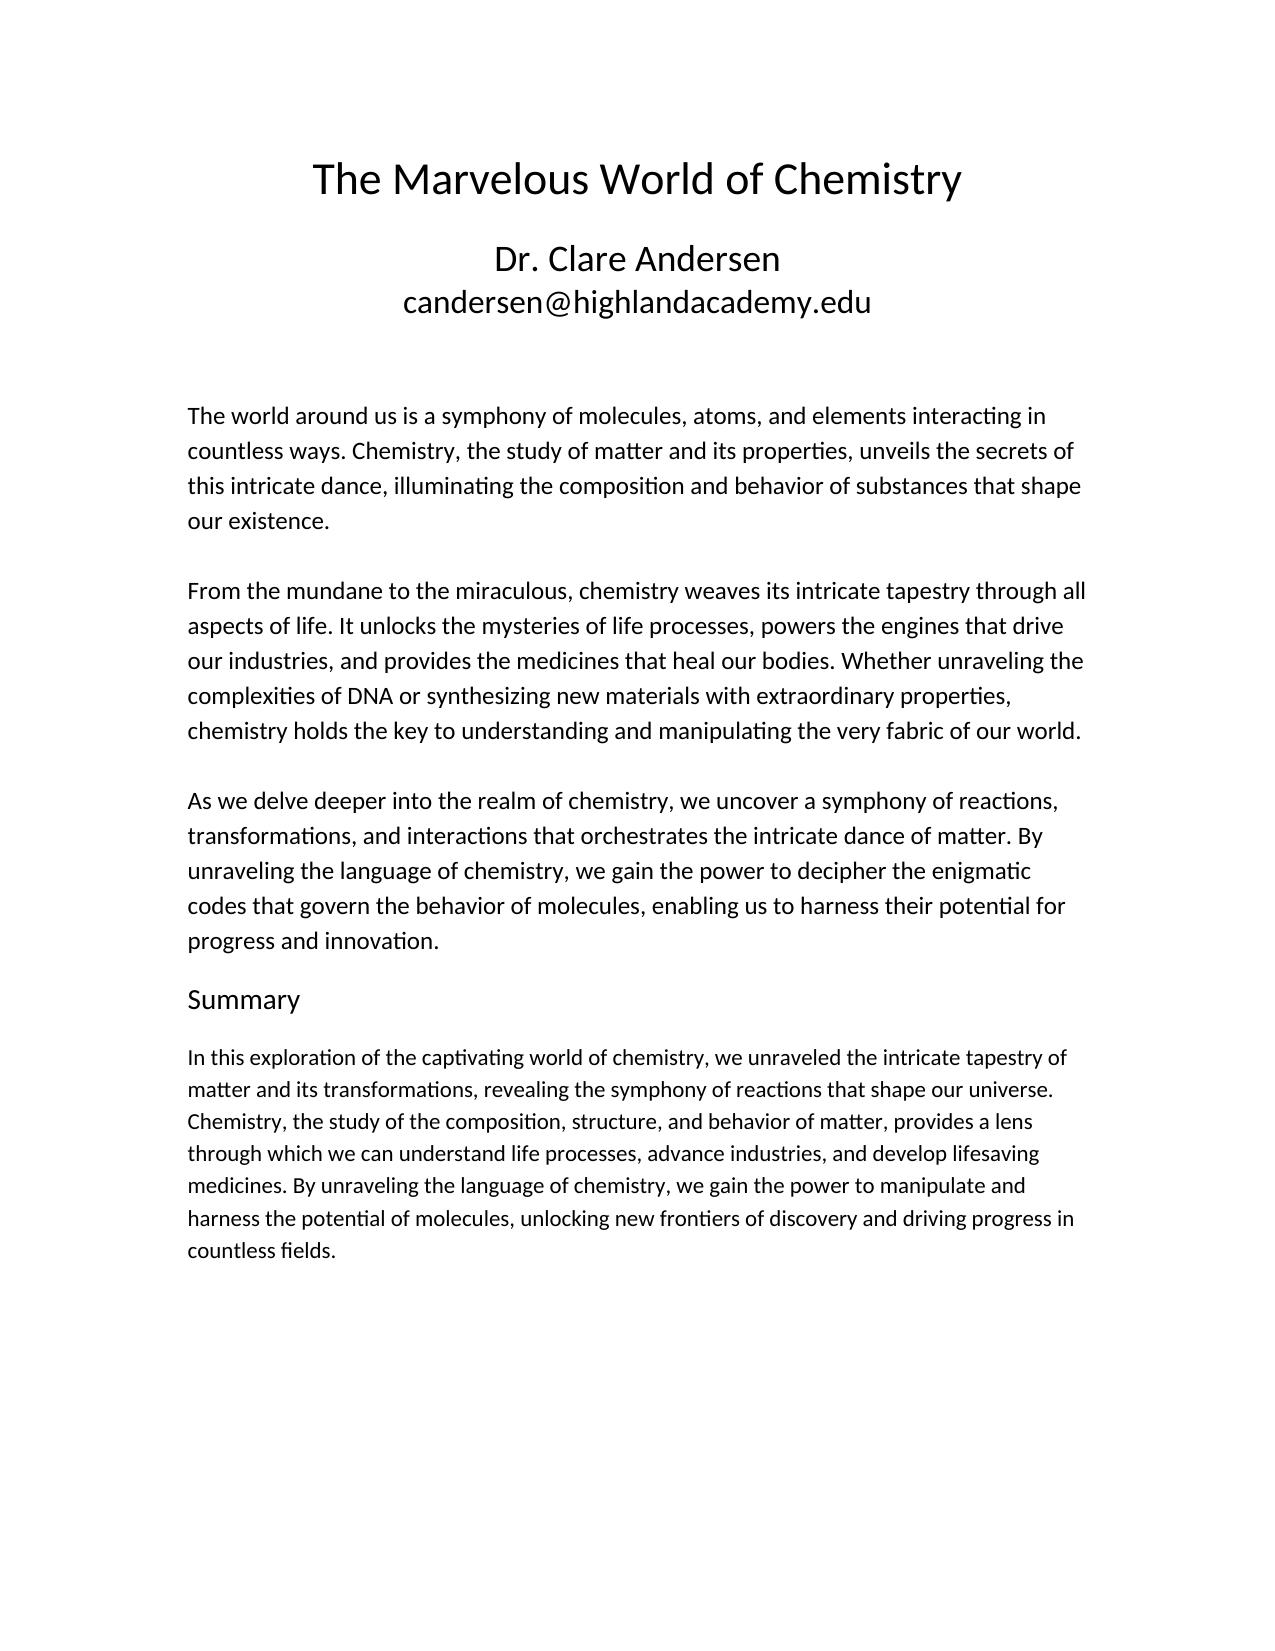 The Marvelous World of Chemistry
Dr. Clare Andersen
candersen@highlandacademy.edu
The world around us is a symphony of molecules, atoms, and elements interacting in
countless ways. Chemistry, the study of matter and its properties, unveils the secrets of
this intricate dance, illuminating the composition and behavior of substances that shape
our existence.
From the mundane to the miraculous, chemistry weaves its intricate tapestry through all
aspects of life. It unlocks the mysteries of life processes, powers the engines that drive
our industries, and provides the medicines that heal our bodies. Whether unraveling the
complexities of DNA or synthesizing new materials with extraordinary properties,
chemistry holds the key to understanding and manipulating the very fabric of our world.
As we delve deeper into the realm of chemistry, we uncover a symphony of reactions,
transformations, and interactions that orchestrates the intricate dance of matter. By
unraveling the language of chemistry, we gain the power to decipher the enigmatic
codes that govern the behavior of molecules, enabling us to harness their potential for
progress and innovation.
Summary
In this exploration of the captivating world of chemistry, we unraveled the intricate tapestry of
matter and its transformations, revealing the symphony of reactions that shape our universe.
Chemistry, the study of the composition, structure, and behavior of matter, provides a lens
through which we can understand life processes, advance industries, and develop lifesaving
medicines. By unraveling the language of chemistry, we gain the power to manipulate and
harness the potential of molecules, unlocking new frontiers of discovery and driving progress in
countless fields.